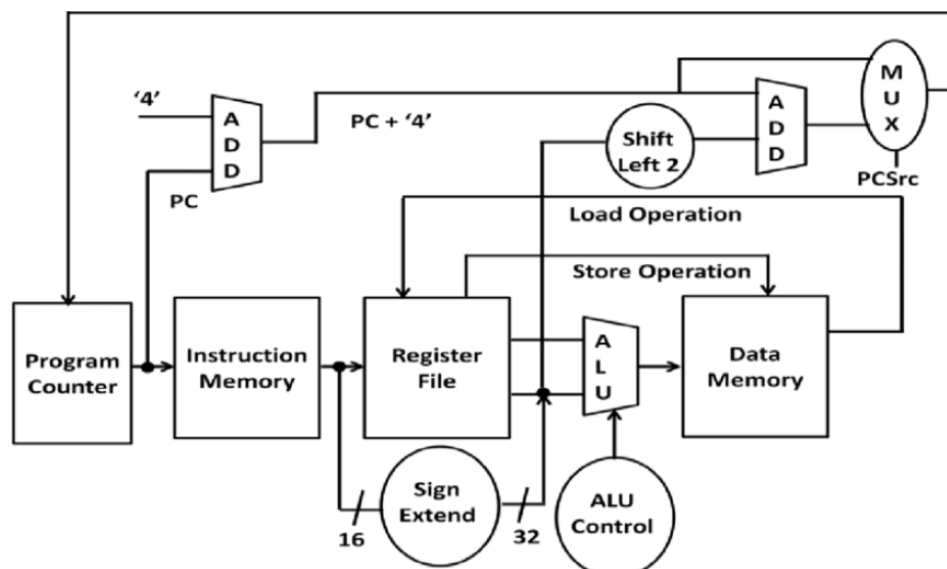 '4'
A
D
D
PC
PC + '4'
Shift
Left 2
A
D
D
M
U
X
PCSrc
Load Operation
Store Operation
Program
Counter
Instruction
Memory
Register
File
A
L
U
Data
Memory
16
Sign
Extend
32
ALU
Control